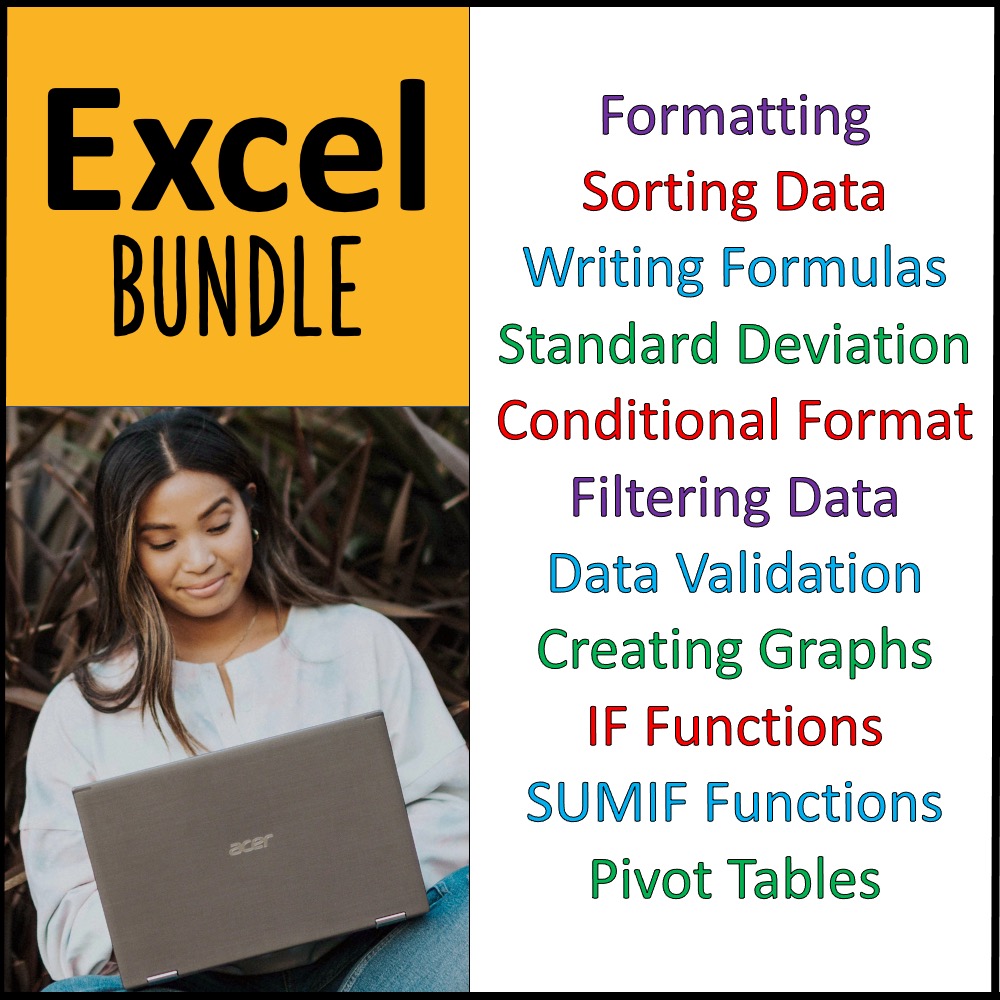 Excel
BUNDLE
acer
Formatting
Sorting Data
Writing Formulas
Standard Deviation
Conditional Format
Filtering Data
Data Validation
Creating Graphs
IF Functions
SUMIF Functions
Pivot Tables